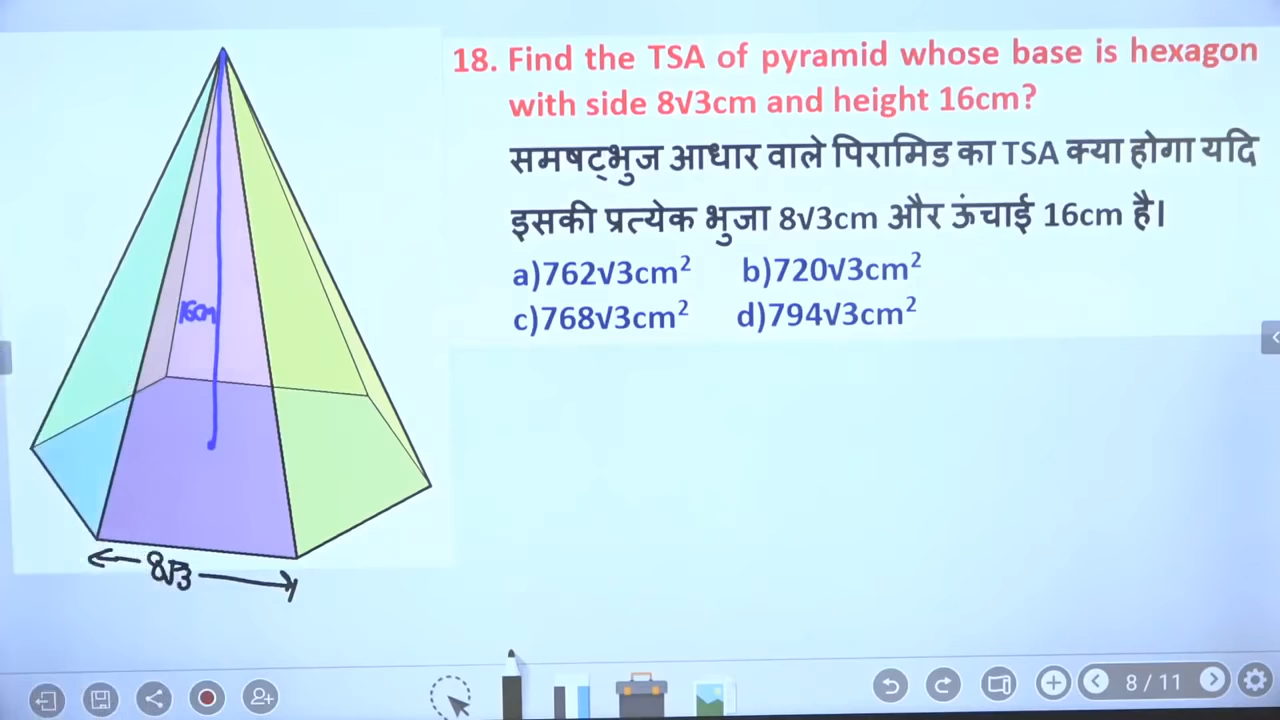 18. Find the TSA of pyramid whose base is hexagon
with side 8√3cm and height 16cm?
समषट्भुज आधार वाले पिरामिड का TSA क्या होगा यदि
इसकी प्रत्येक भुजा 8√3cm और ऊंचाई 16cm है।
a)762√3cm² b)720√3cm²
c)768√3cm² d)794√3cm²
16cm
8√3
8 / 11